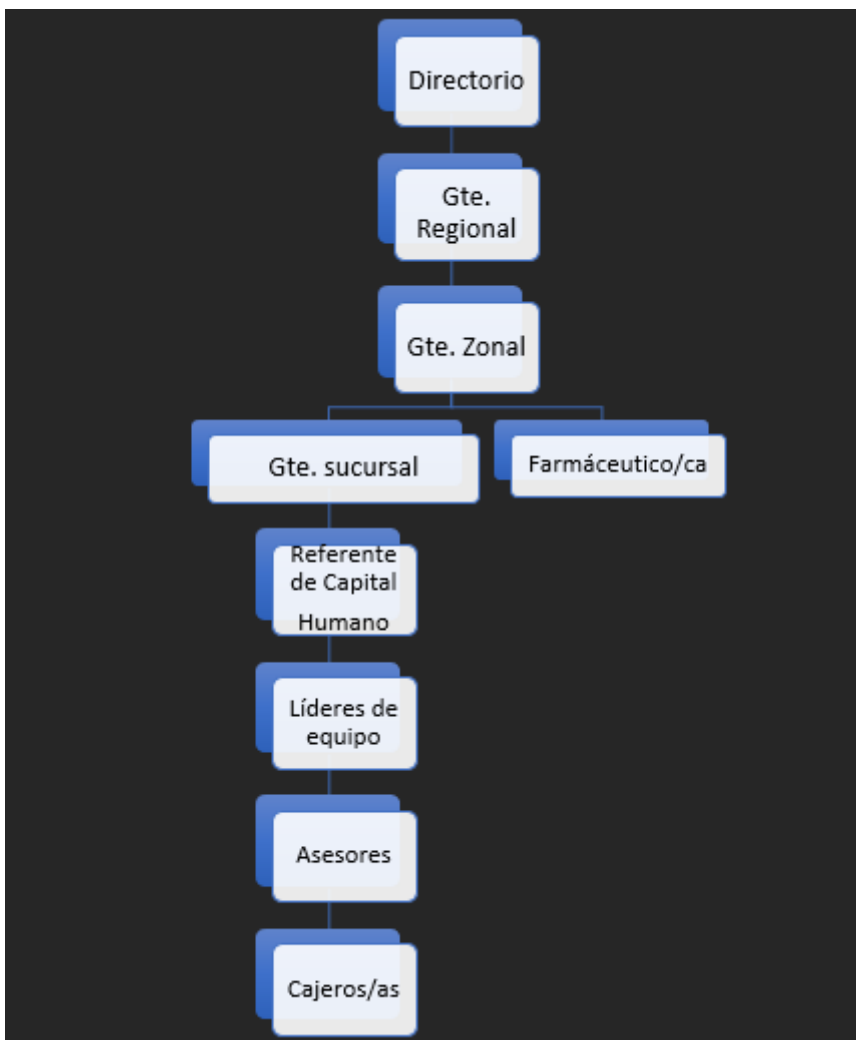 Directorio
Gte.
Regional
Gte. Zonal
Gte. sucursal
Farmáceutico/ca
Referente
de Capital
Humano
Líderes de
equipo
Asesores
Cajeros/as